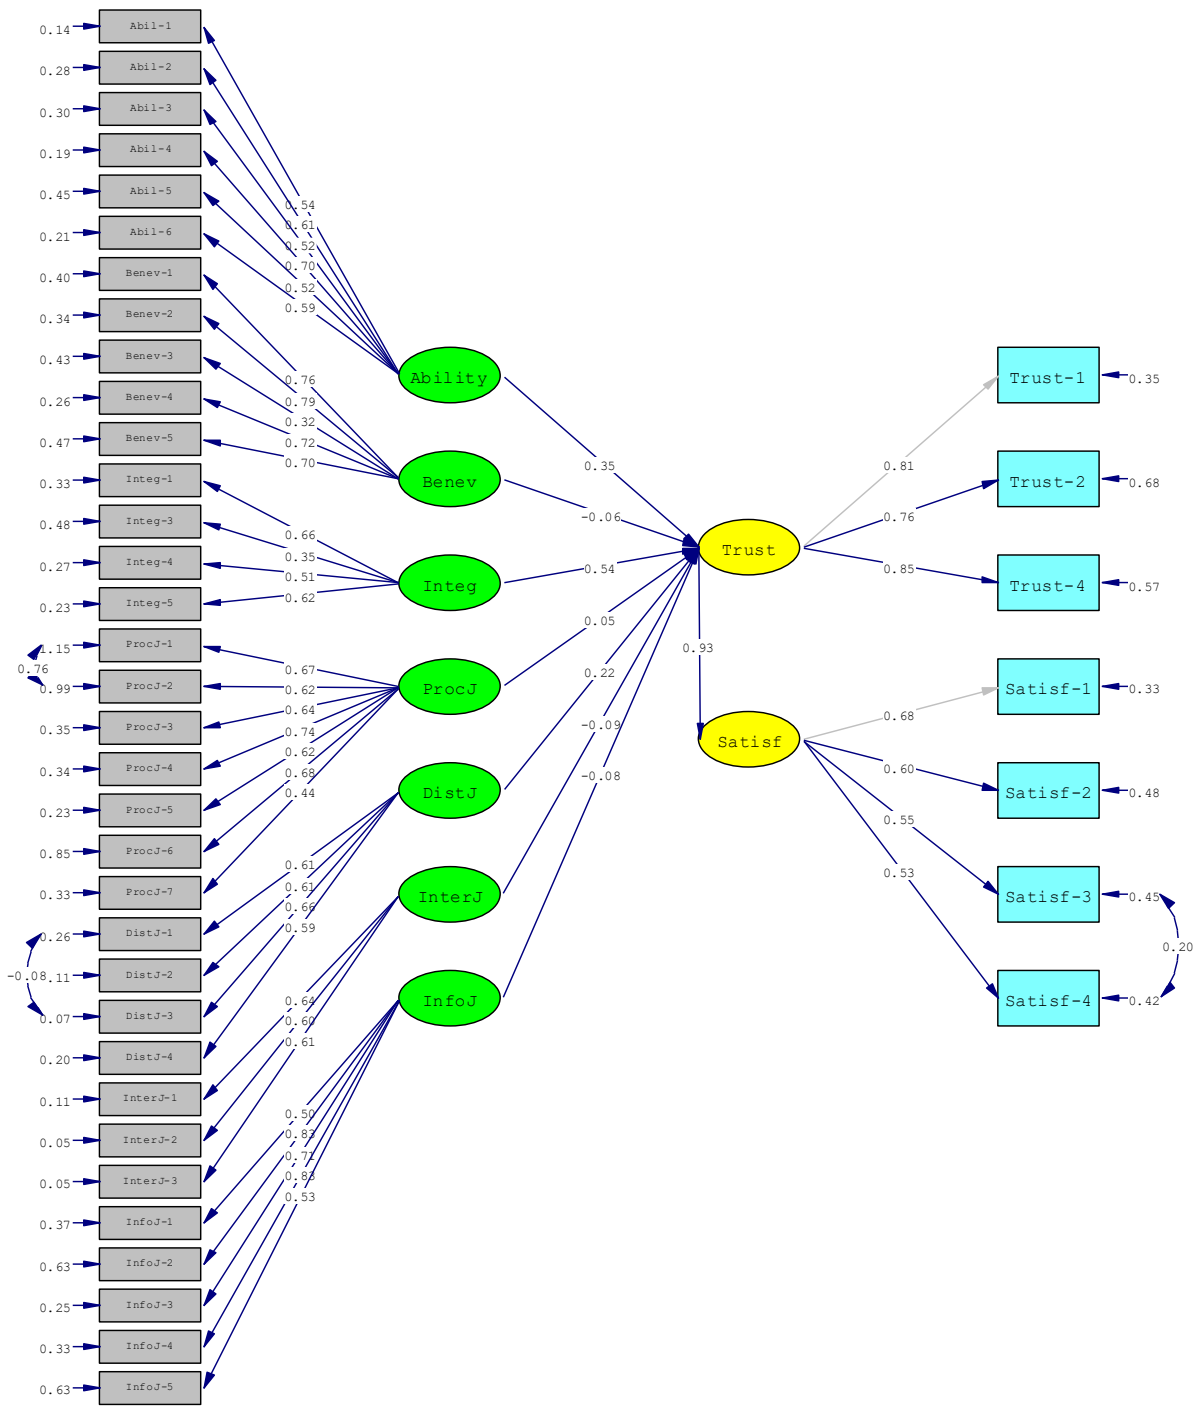 0.14 Abil-1
0.28 Abil-2
0.30 Abil-3
0.19 Abil-4
0.45 Abil-5
0.21 Abil-6
0.40 Benev-1
0.34 Benev-2
0.43 Benev-3
0.26 Benev-4
0.47 Benev-5
0.33 Integ-1
0.48 Integ-3
0.27 Integ-4
0.23 Integ-5
1.15 ProcJ-1
0.76
0.99 ProcJ-2
0.35 ProcJ-3
0.34 ProcJ-4
0.23 ProcJ-5
0.85 ProcJ-6
0.33 ProcJ-7
0.26 DistJ-1
-0.08
0.11 DistJ-2
0.07 DistJ-3
0.20 DistJ-4
0.11 InterJ-1
0.05 InterJ-2
0.05 InterJ-3
0.37 InfoJ-1
0.63 InfoJ-2
0.25 InfoJ-3
0.33 InfoJ-4
0.63 InfoJ-5
0.54
0.61
0.52
0.70
0.52
0.59
0.76
0.79
0.32
0.72
0.70
0.66
0.35
0.51
0.62
0.67
0.62
0.64
0.74
0.62
0.68
0.44
0.61
0.61
0.66
0.59
0.64
0.60
0.61
0.50
0.83
0.71
0.83
0.53
Ability
Benev
Integ
ProcJ
DistJ
InterJ
InfoJ
0.35
-0.06
0.54
0.05
0.22
-0.09
-0.08
Trust
0.93
Satisf
0.81
0.76
0.85
0.68
0.60
0.55
0.53
Trust-1 0.35
Trust-2 0.68
Trust-4 0.57
Satisf-1 0.33
Satisf-2 0.48
Satisf-3 0.45
0.20
Satisf-4 0.42